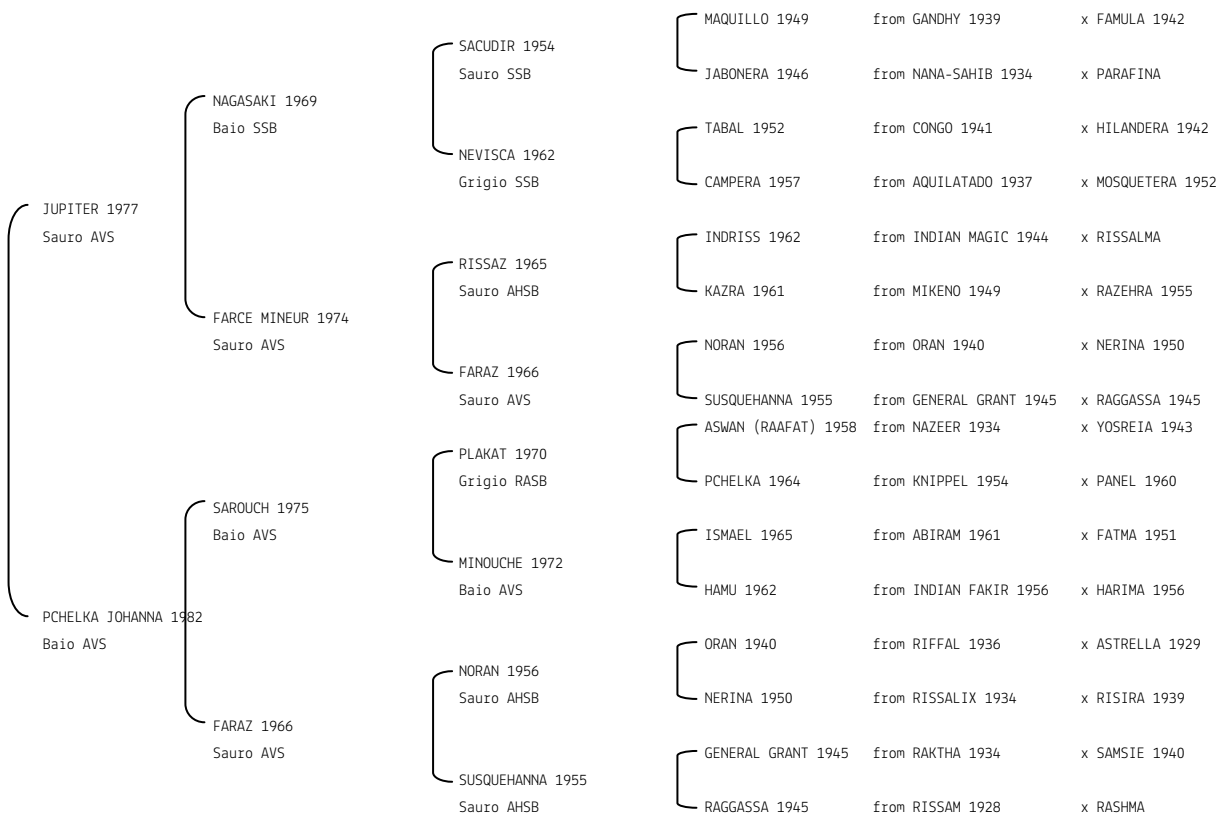 MAQUILLO 1949 from GANDHY 1939 x FAMULA 1942
SACUDIR 1954
Sauro SSB JABONERA 1946 from NANA-SAHIB 1934 x PARAFINA
NAGASAKI 1969
Baio SSB TABAL 1952 from CONGO 1941 x HILANDERA 1942
NEVISCA 1962
Grigio SSB CAMPERA 1957 from AQUILATADO 1937 x MOSQUETERA 1952
JUPITER 1977
Sauro AVS INDRISS 1962 from INDIAN MAGIC 1944 x RISSALMA
RISSAZ 1965
Sauro AHSB KAZRA 1961 from MIKENO 1949 x RAZEHRA 1955
FARCE MINEUR 1974
Sauro AVS NORAN 1956 from ORAN 1940 x NERINA 1950
FARAZ 1966
Sauro AVS SUSQUEHANNA 1955 from GENERAL GRANT 1945 x RAGGASSA 1945
ASWAN (RAAFAT) 1958 from NAZEER 1934 x YOSREIA 1943
PLAKAT 1970
Grigio RASB PCHELKA 1964 from KNIPPEL 1954 x PANEL 1960
SAROUCH 1975
Baio AVS ISMAEL 1965 from ABIRAM 1961 x FATMA 1951
MINOUCHE 1972
Baio AVS HAMU 1962 from INDIAN FAKIR 1956 x HARIMA 1956
PCHELKA JOHANNA 1982
Baio AVS ORAN 1940 from RIFFAL 1936 x ASTRELLA 1929
NORAN 1956
Sauro AHSB NERINA 1950 from RISSALIX 1934 x RISIRA 1939
FARAZ 1966
Sauro AVS GENERAL GRANT 1945 from RAKTHA 1934 x SAMSIE 1940
SUSQUEHANNA 1955
Sauro AHSB RAGGASSA 1945 from RISSAM 1928 x RASHMA